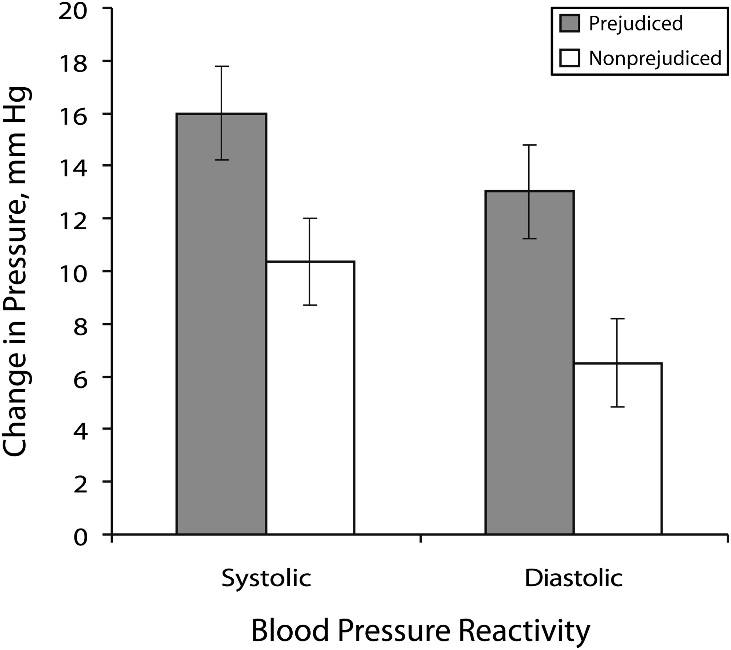 Prejudiced
Nonprejudiced
Change in Pressure, mm Hg
20
18
16
14
12
10
8
6
4
2
0
Systolic
Diastolic
Blood Pressure Reactivity